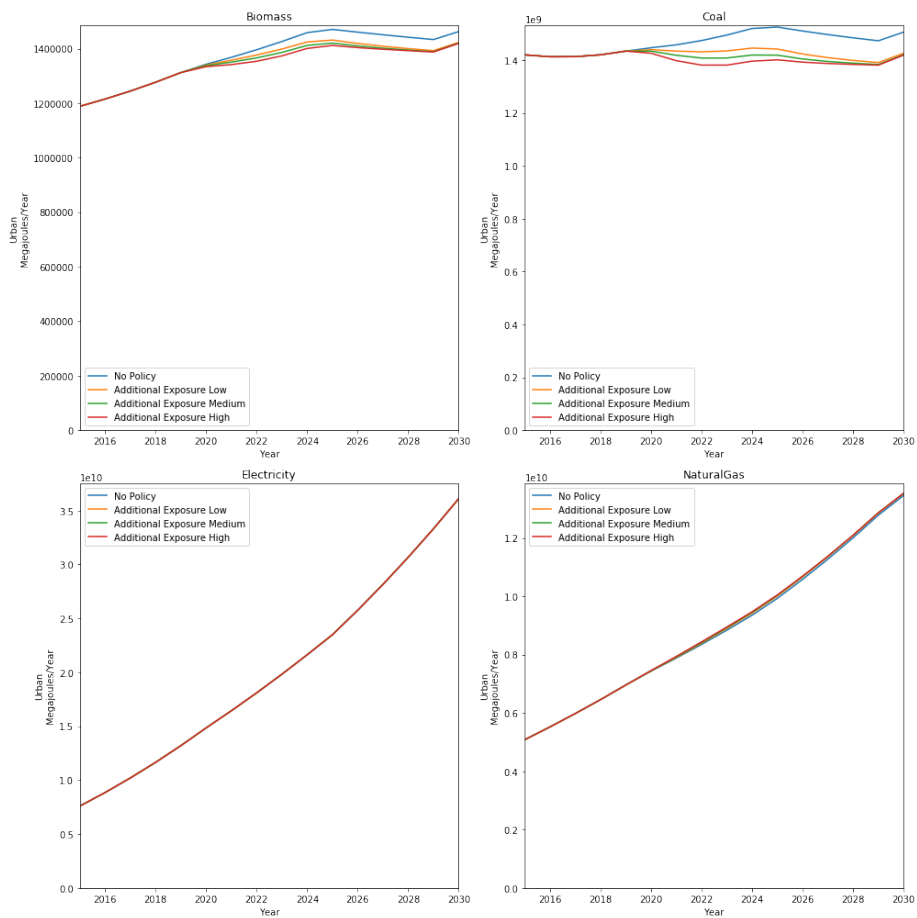 Biomass
1400000
1200000
1000000
800000
600000
400000
200000
0
Urban
Megajoules/Year
No Policy
Additional Exposure Low
Additional Exposure Medium
Additional Exposure High
2016 2018 2020 2022 2024 2026 2028 2030
Year
Coal
1e9
1.4
1.2
1.0
0.8
0.6
0.4
0.2
0.0
Urban
Megajoules/Year
No Policy
Additional Exposure Low
Additional Exposure Medium
Additional Exposure High
2016 2018 2020 2022 2024 2026 2028 2030
Year
Electricity
1e10
3.5
3.0
2.5
2.0
1.5
1.0
0.5
0.0
Urban
Megajoules/Year
No Policy
Additional Exposure Low
Additional Exposure Medium
Additional Exposure High
2016 2018 2020 2022 2024 2026 2028 2030
Year
NaturalGas
1e10
1.2
1.0
0.8
0.6
0.4
0.2
0.0
Urban
Megajoules/Year
No Policy
Additional Exposure Low
Additional Exposure Medium
Additional Exposure High
2016 2018 2020 2022 2024 2026 2028 2030
Year